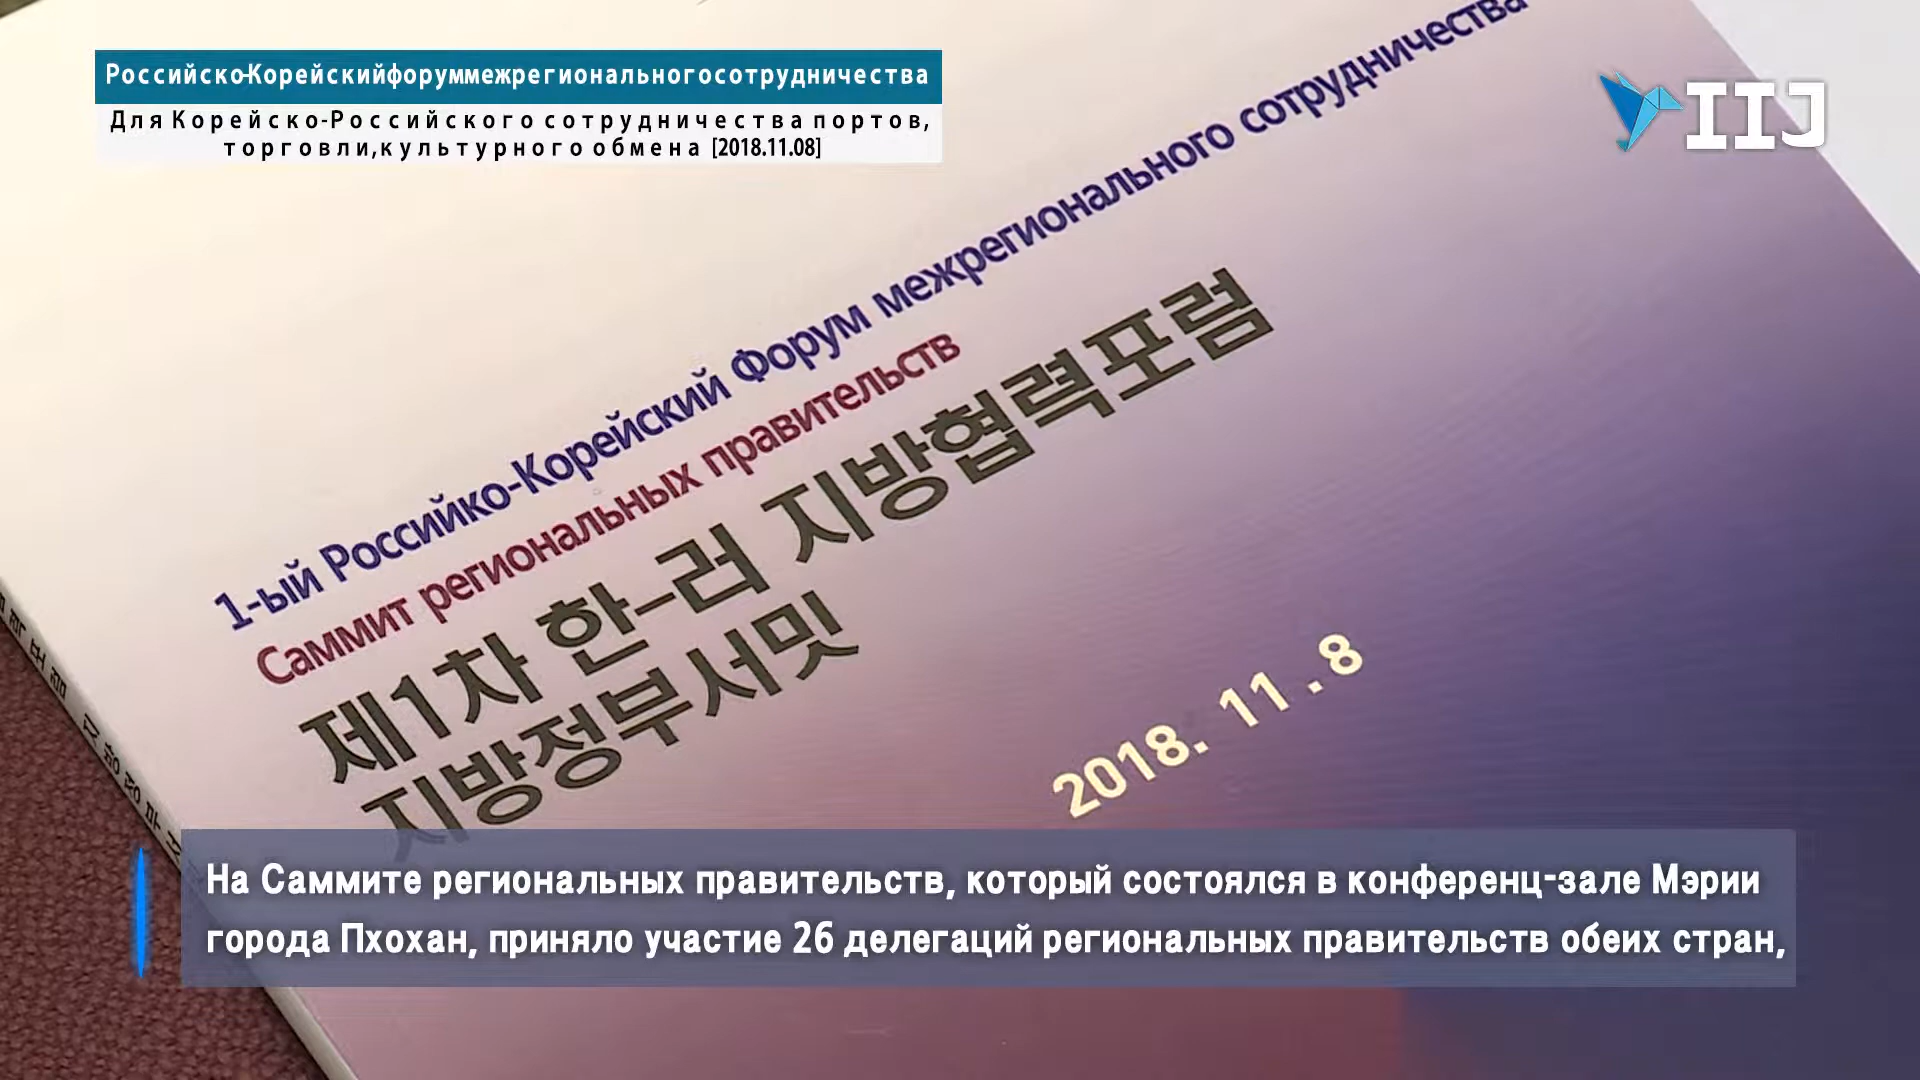 Российско-Корейскийфоруммежрегиональногосотрудничества
Для Корейско-Российского сотрудничества портов,
торговли,культурного обмена [2018.11.08]
IIJ
1-ый Российко-Корейский Форум межрегионального сотрудничества
Саммит региональных правительств
제1차 한-러 지방협력포럼
지방정부서밋
2018. 11 . 8
На Саммите региональных правительств, который состоялся в конференц-зале Мэрии
города Пхохан, приняло участие 26 делегаций региональных правительств обеих стран,